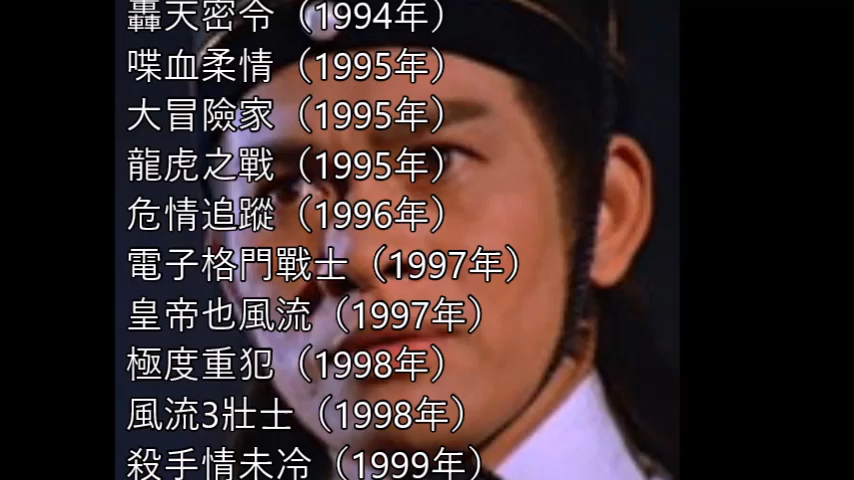 轟天密令（1994年）
喋血柔情（1995年）
大冒險家（1995年）
龍虎之戰（1995年）
危情追蹤（1996年）
電子格鬥戰士（1997年）
皇帝也風流（1997年）
極度重犯（1998年）
風流3壯士（1998年）
殺手情未冷（1999年）